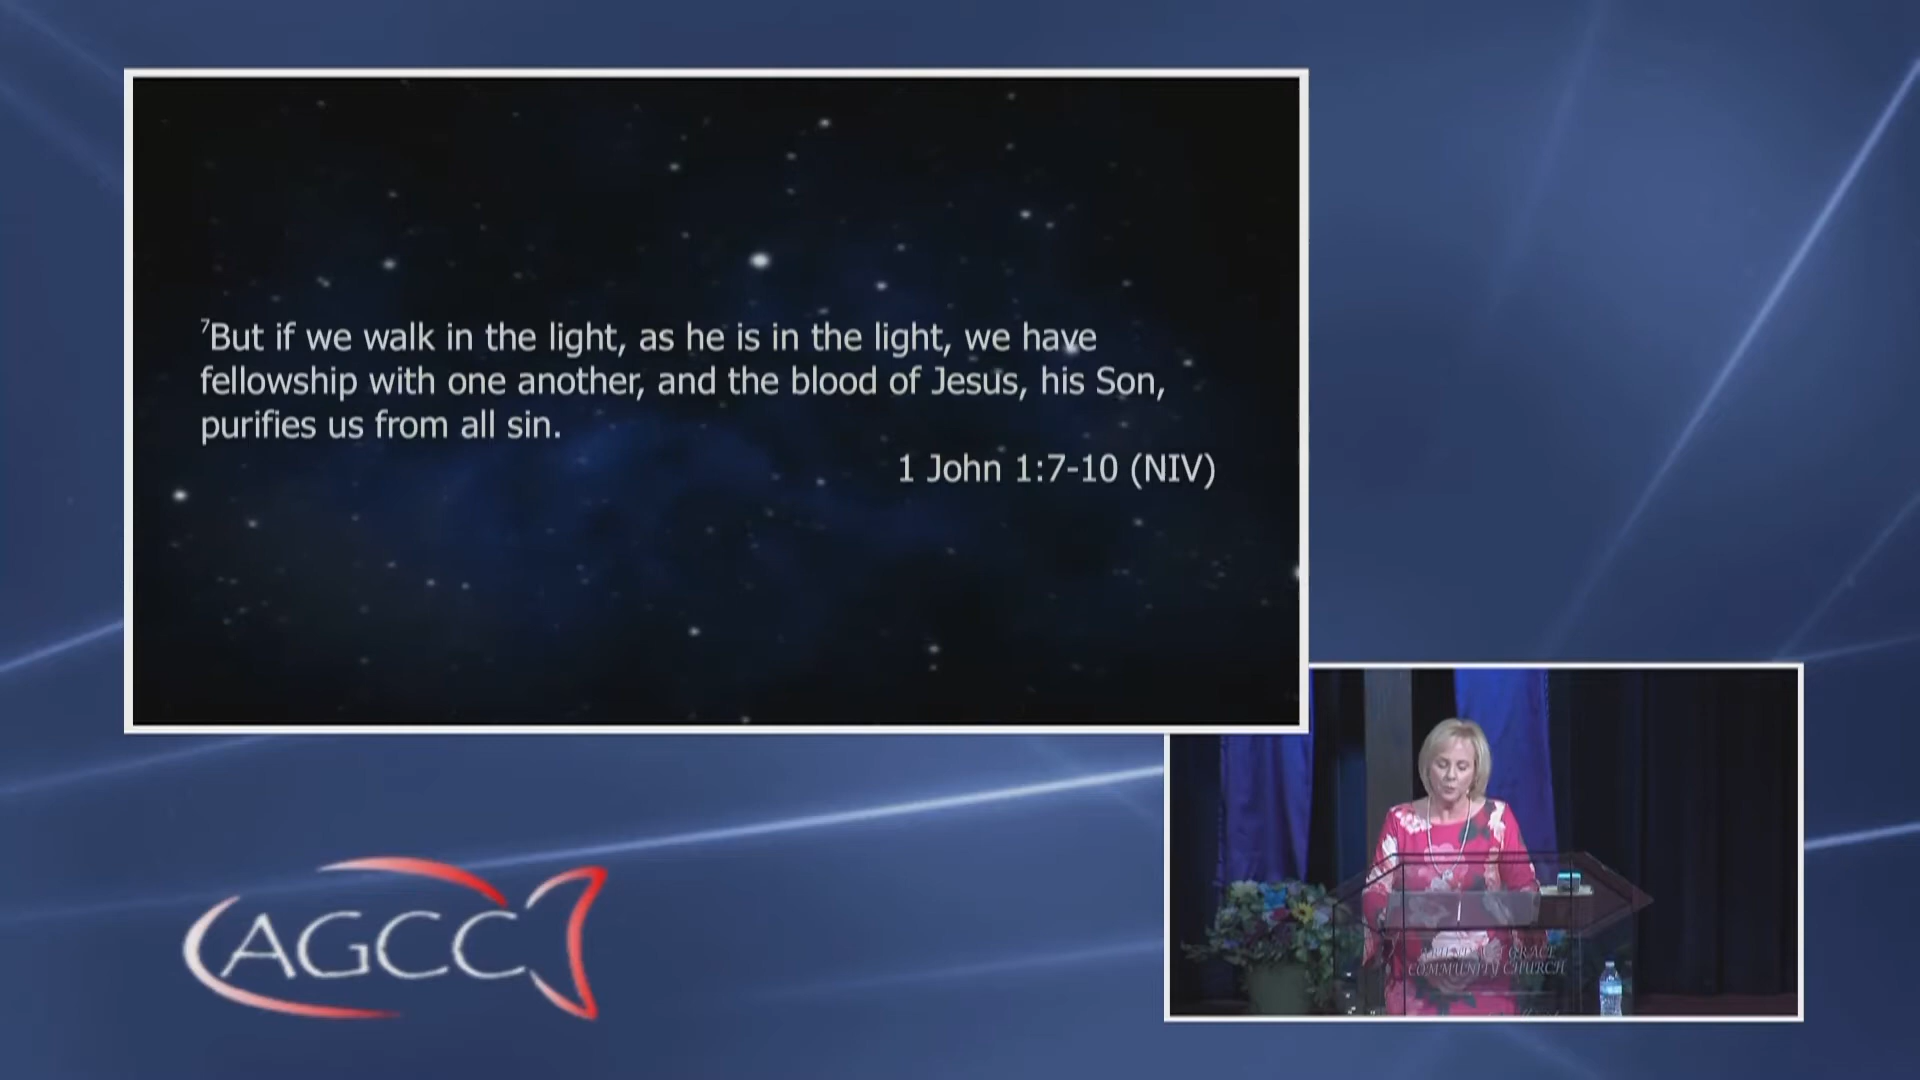 ⁷But if we walk in the light, as he is in the light, we have
fellowship with one another, and the blood of Jesus, his Son,
purifies us from all sin.
1 John 1:7-10 (NIV)
AGCC
GRACE
COMMUNITY CHURCH